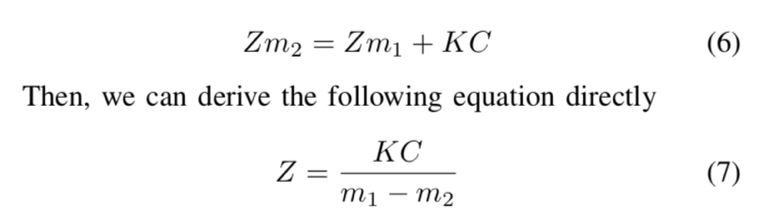 Zm₂ = Zm₁ + KC (6)
Then, we can derive the following equation directly
Z = KC / (m₁ − m₂) (7)